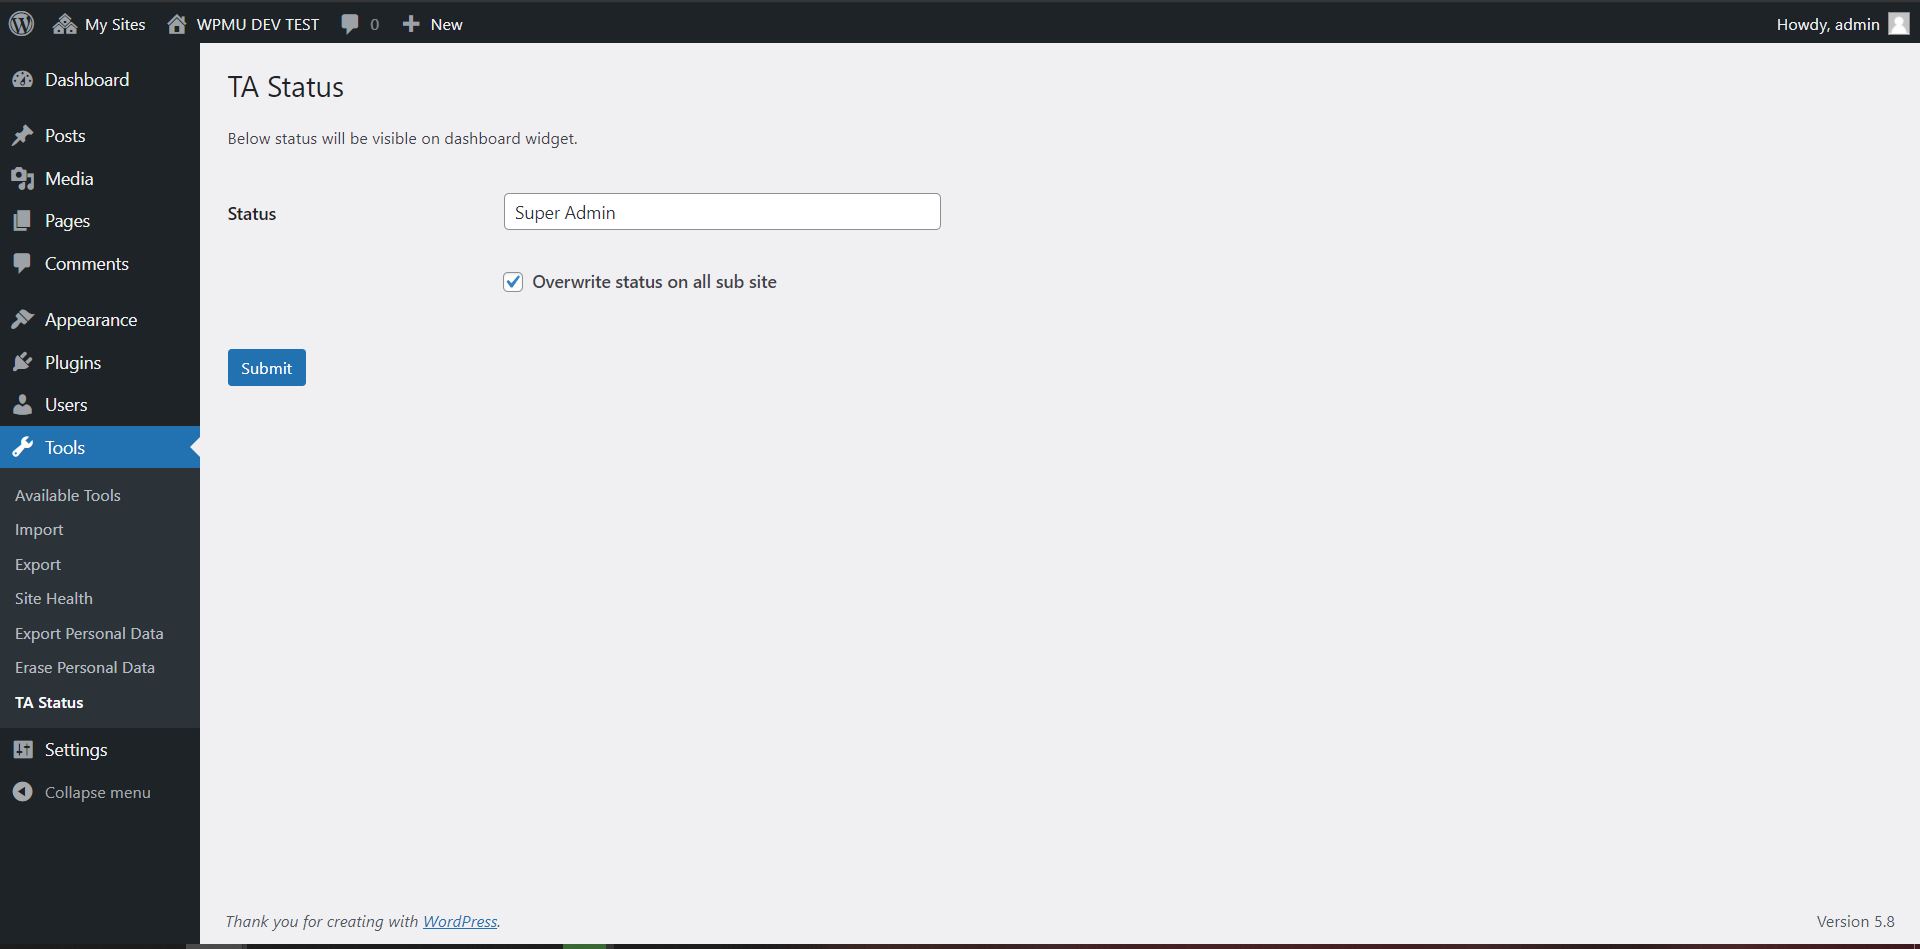 My Sites WPMU DEV TEST 0 New Howdy, admin
Dashboard
Posts
Media
Pages
Comments
Appearance
Plugins
Users
Tools
Available Tools
Import
Export
Site Health
Export Personal Data
Erase Personal Data
TA Status
Settings
Collapse menu
TA Status
Below status will be visible on dashboard widget.
Status Super Admin
Overwrite status on all sub site
Submit
Thank you for creating with WordPress. Version 5.8